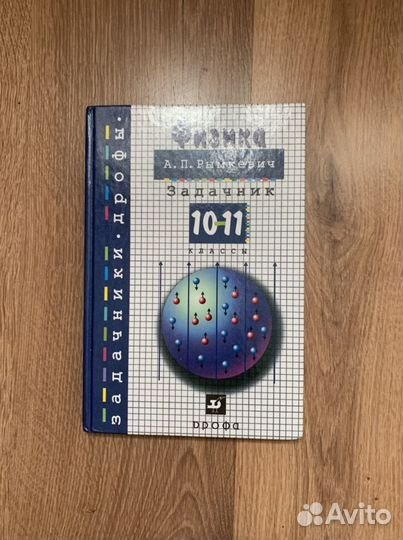 задачники•дрофы•
Физика
А.П.Рымкевич
Задачник
10-11
КЛАССЫ
дрофа
Avito